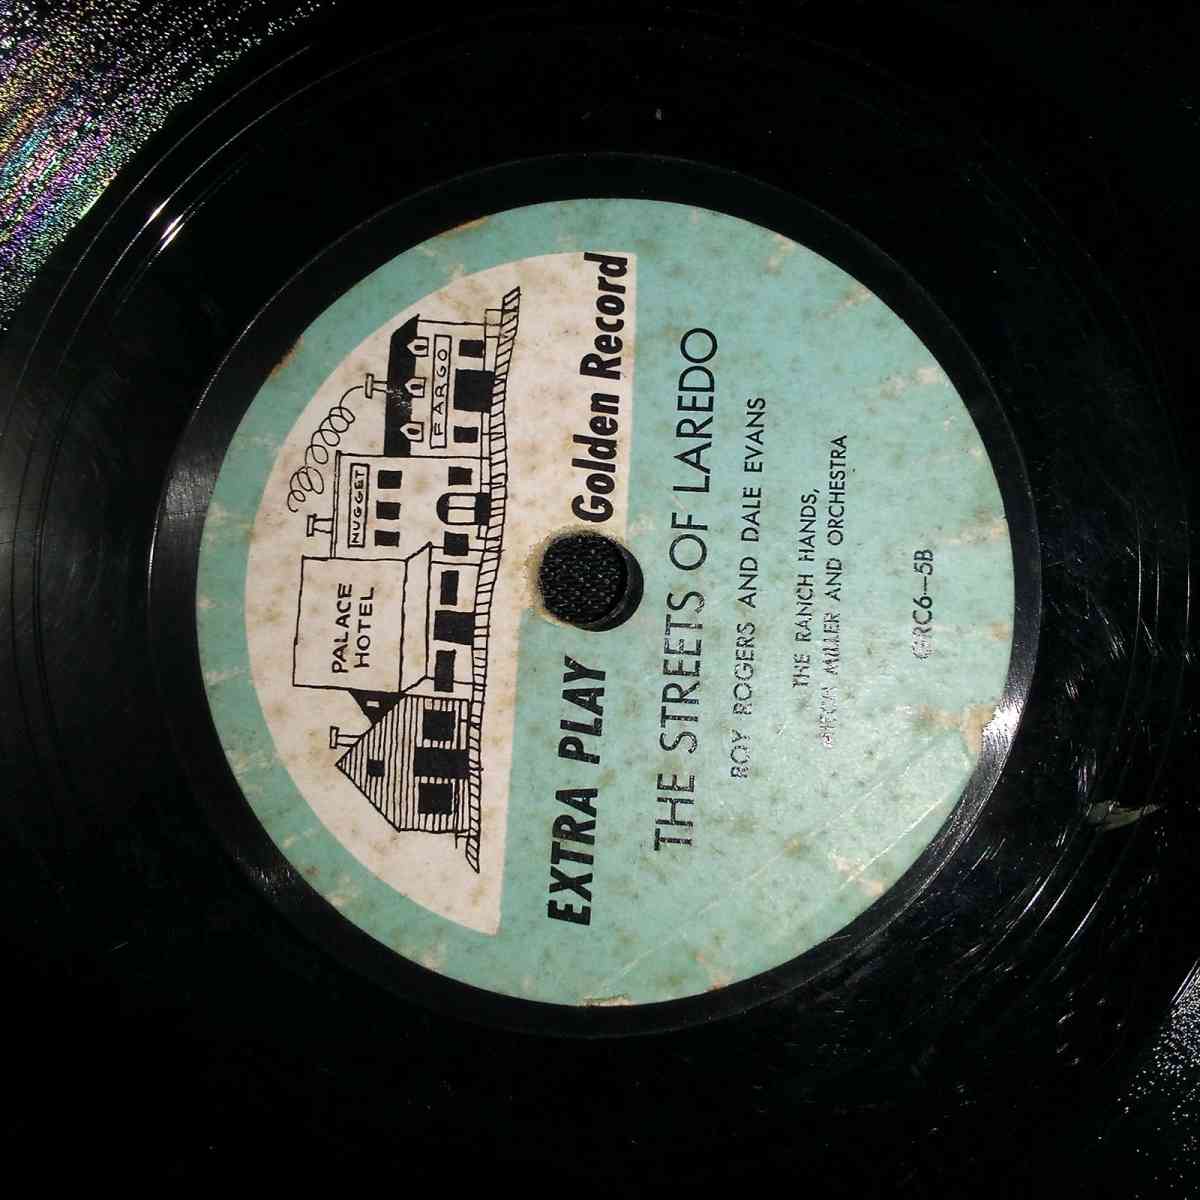 FARGO
NUGGET
PALACE
HOTEL
EXTRA PLAY Golden Record
THE STREETS OF LAREDO
ROY ROGERS AND DALE EVANS
THE RANCH HANDS,
MILLER AND ORCHESTRA
RC6—5B